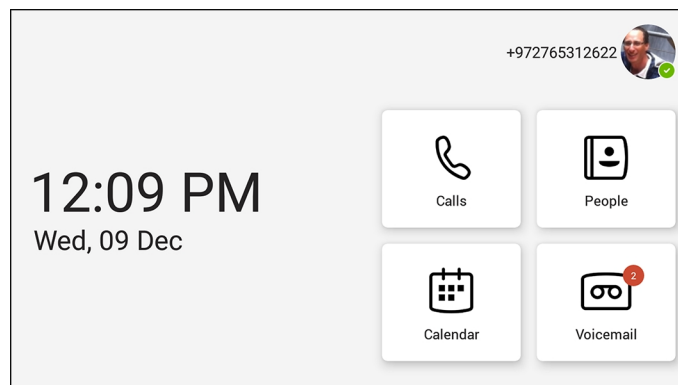 +972765312622
12:09 PM
Wed, 09 Dec
Calls
People
Calendar
2
Voicemail